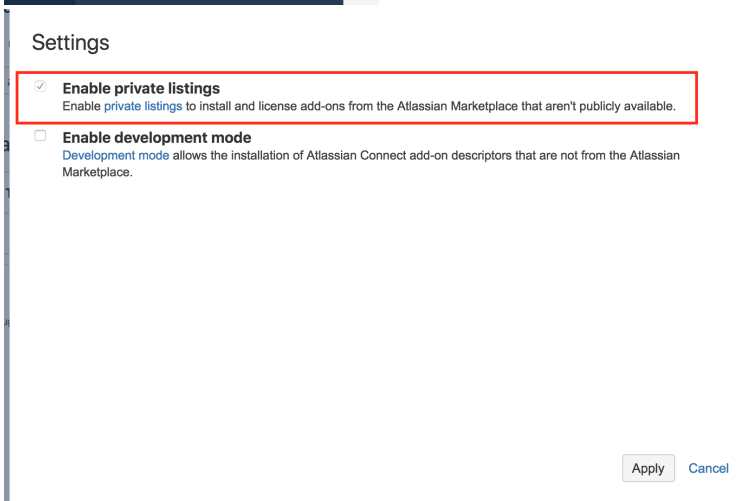 Settings
Enable private listings
Enable private listings to install and license add-ons from the Atlassian Marketplace that aren't publicly available.
Enable development mode
Development mode allows the installation of Atlassian Connect add-on descriptors that are not from the Atlassian
Marketplace.
Apply Cancel